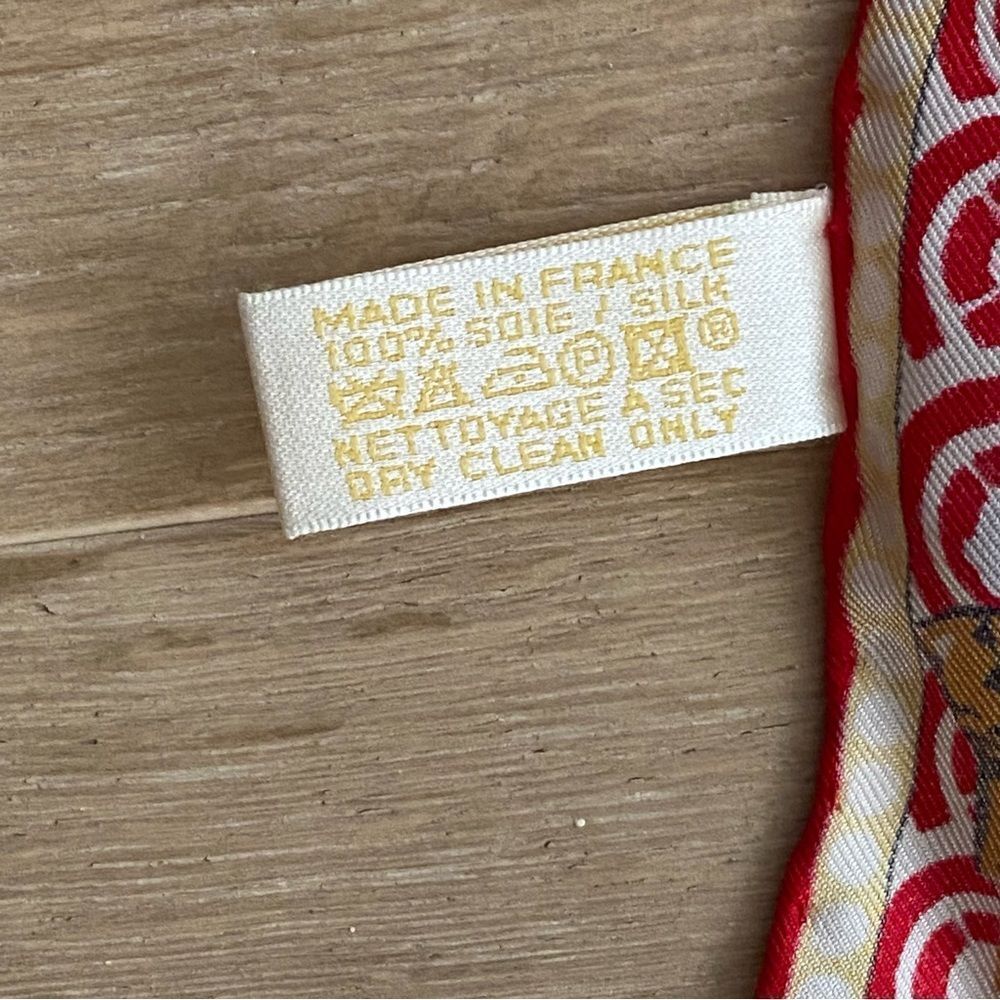 MADE IN FRANCE
100% SOIE / SILK
P ®
NETTOYAGE A SEC
DRY CLEAN ONLY